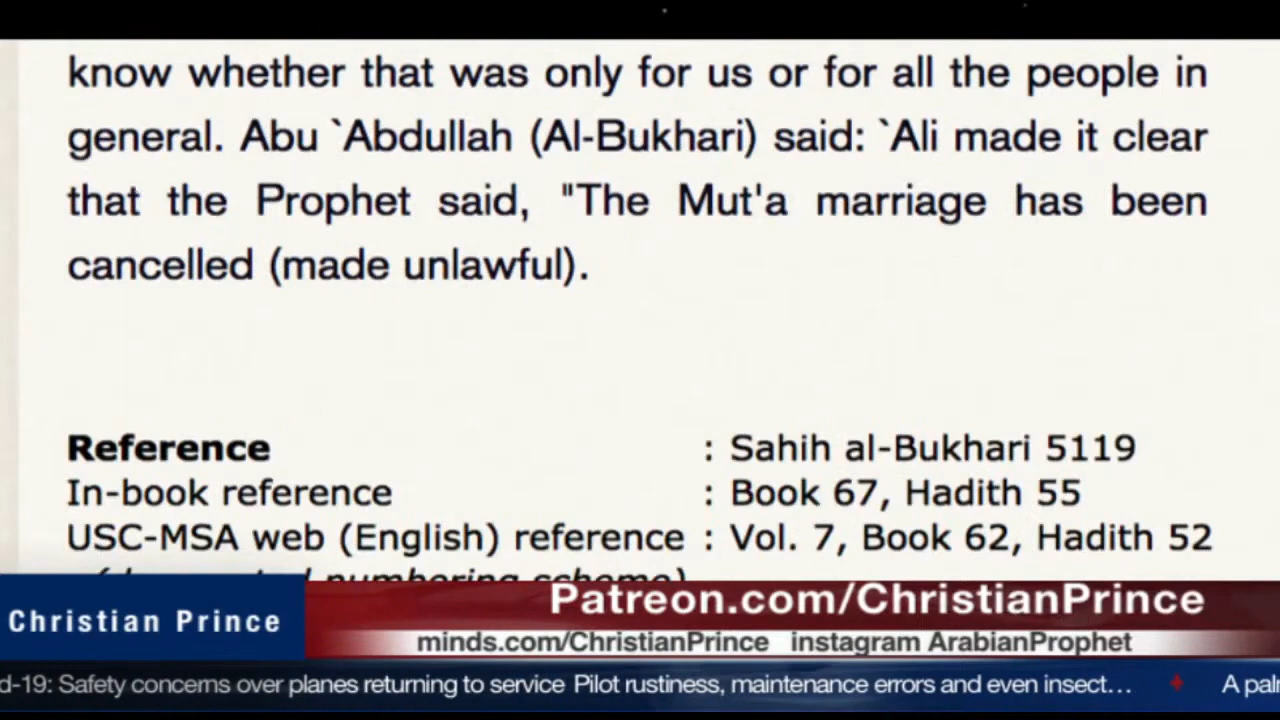 know whether that was only for us or for all the people in
general. Abu `Abdullah (Al-Bukhari) said: `Ali made it clear
that the Prophet said, "The Mut'a marriage has been
cancelled (made unlawful).
Reference : Sahih al-Bukhari 5119
In-book reference : Book 67, Hadith 55
USC-MSA web (English) reference : Vol. 7, Book 62, Hadith 52
numbering scheme)
Christian Prince
Patreon.com/ChristianPrince
minds.com/ChristianPrince instagram ArabianProphet
d-19: Safety concerns over planes returning to service Pilot rustiness, maintenance errors and even insect… A